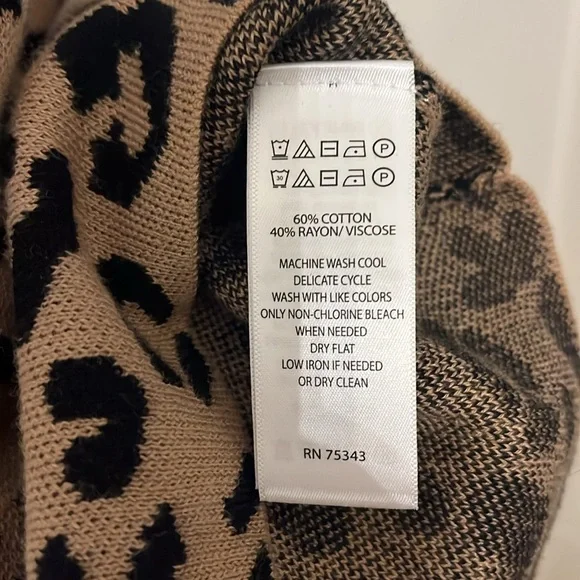 P
30 P
60% COTTON
40% RAYON/ VISCOSE
MACHINE WASH COOL
DELICATE CYCLE
WASH WITH LIKE COLORS
ONLY NON-CHLORINE BLEACH
WHEN NEEDED
DRY FLAT
LOW IRON IF NEEDED
OR DRY CLEAN
RN 75343